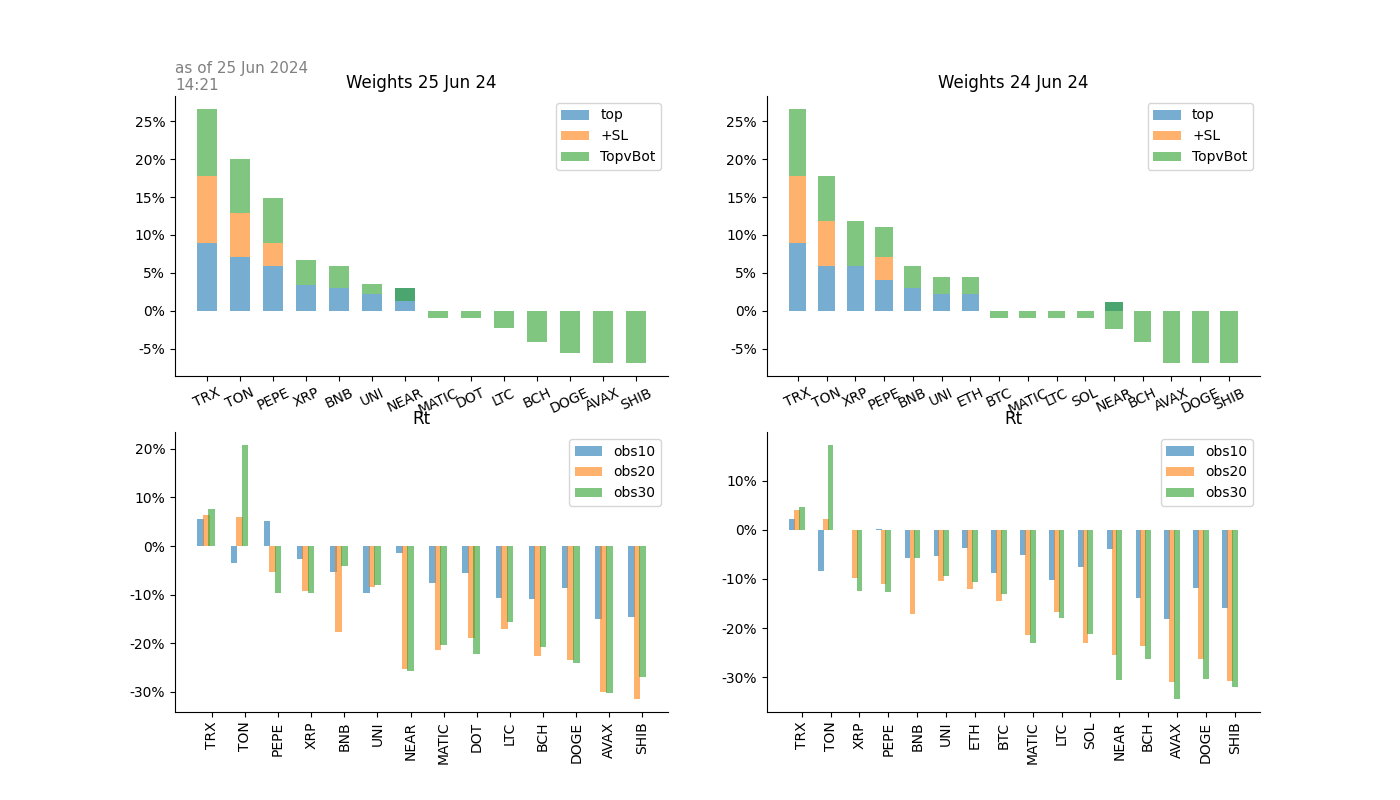 as of 25 Jun 2024
14:21
Weights 25 Jun 24
25%
20%
15%
10%
5%
0%
-5%
top
+SL
TopvBot
TRX TON PEPE XRP BNB UNI NEAR MATIC DOT LTC BCH DOGE AVAX SHIB
Weights 24 Jun 24
25%
20%
15%
10%
5%
0%
-5%
top
+SL
TopvBot
TRX TON XRP PEPE BNB UNI ETH BTC MATIC LTC SOL NEAR BCH AVAX DOGE SHIB
Rt
20%
10%
0%
-10%
-20%
-30%
obs10
obs20
obs30
TRX TON PEPE XRP BNB UNI NEAR MATIC DOT LTC BCH DOGE AVAX SHIB
Rt
10%
0%
-10%
-20%
-30%
obs10
obs20
obs30
TRX TON XRP PEPE BNB UNI ETH BTC MATIC LTC SOL NEAR BCH AVAX DOGE SHIB